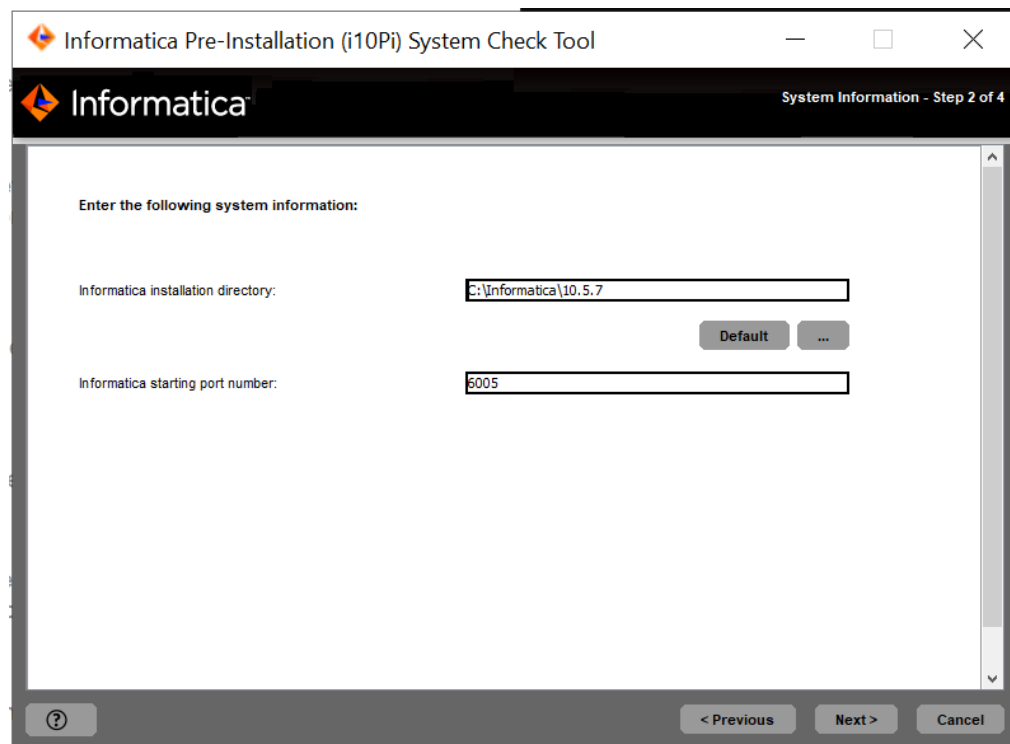 Informatica Pre-Installation (i10Pi) System Check Tool
Informatica
System Information - Step 2 of 4
Enter the following system information:
Informatica installation directory:
C:\Informatica\10.5.7
Default ...
Informatica starting port number:
6005
? < Previous Next > Cancel